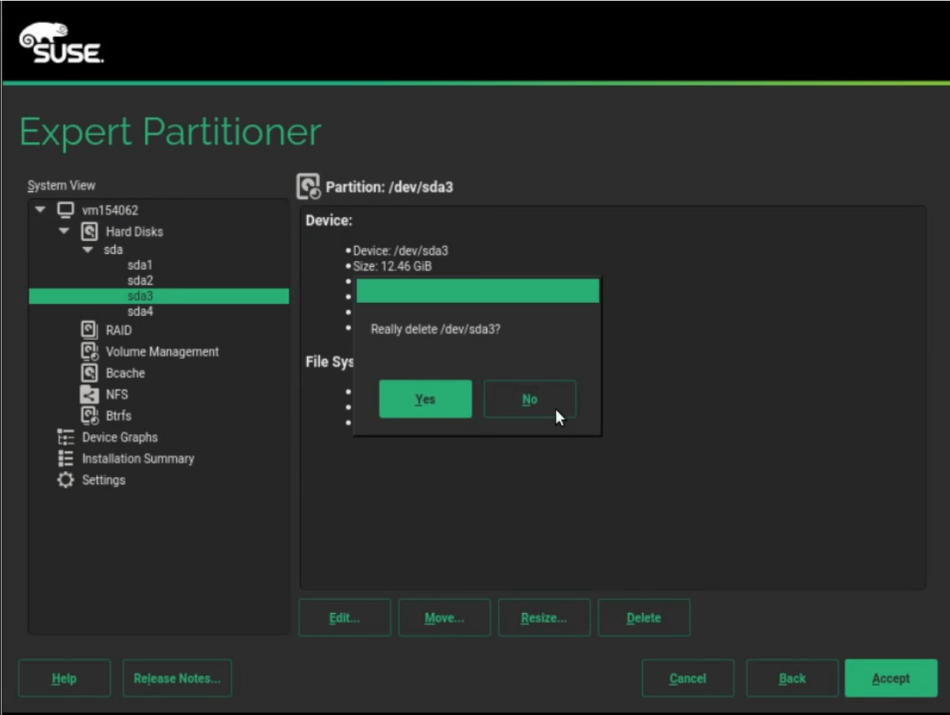 SUSE.
Expert Partitioner
System View
vm154062
Hard Disks
sda
sda1
sda2
sda3
sda4
RAID
Volume Management
Bcache
NFS
Btrfs
Device Graphs
Installation Summary
Settings
Partition: /dev/sda3
Device:
• Device: /dev/sda3
• Size: 12.46 GiB
•
•
•
•
File Sys
•
•
•
Really delete /dev/sda3?
Yes No
Edit... Move... Resize... Delete
Help Release Notes... Cancel Back Accept